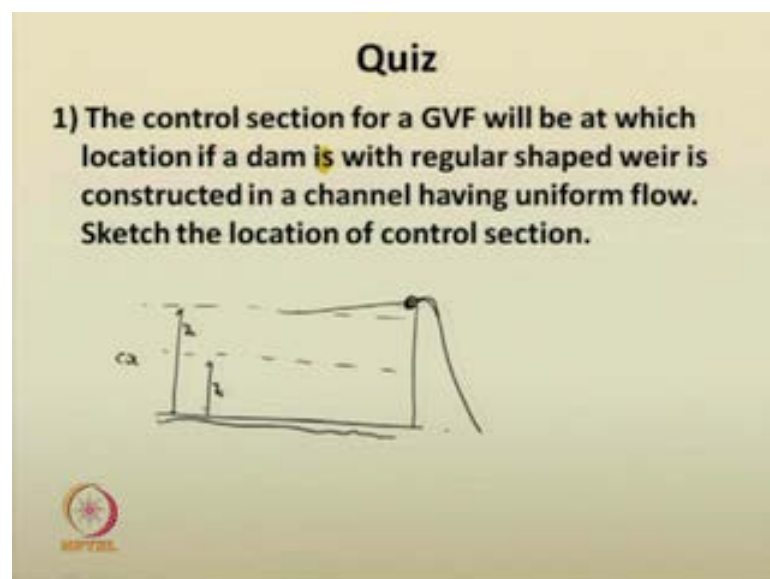 Quiz
1) The control section for a GVF will be at which
location if a dam is with regular shaped weir is
constructed in a channel having uniform flow.
Sketch the location of control section.
NPTEL